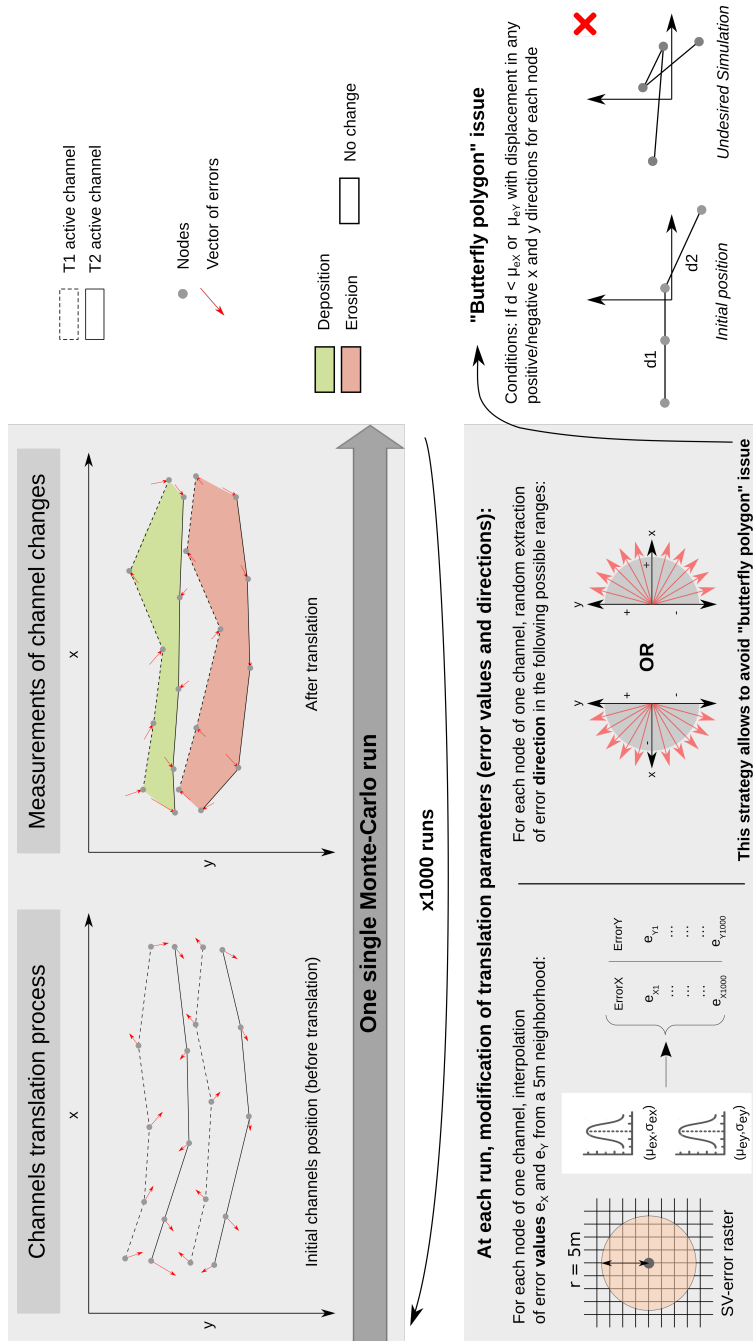 Channels translation process
x
y
Initial channels position (before translation)
Measurements of channel changes
x
y
After translation
T1 active channel
T2 active channel
Nodes
Vector of errors
Deposition
Erosion
No change
One single Monte-Carlo run
x1000 runs
At each run, modification of translation parameters (error values and directions):
For each node of one channel, interpolation
of error values eX and eY from a 5m neighborhood:
r = 5m
SV-error raster
(μex,σex)
(μey,σey)
ErrorX ErrorY
eX1 eY1
... ...
... ...
... ...
eX1000 eY1000
For each node of one channel, random extraction
of error direction in the following possible ranges:
y
+
-
x
-
OR
y
+
-
x
+
This strategy allows to avoid "butterfly polygon" issue
"Butterfly polygon" issue
Conditions: If d < μeX or μeY with displacement in any
positive/negative x and y directions for each node
d1
d2
Initial position
Undesired Simulation